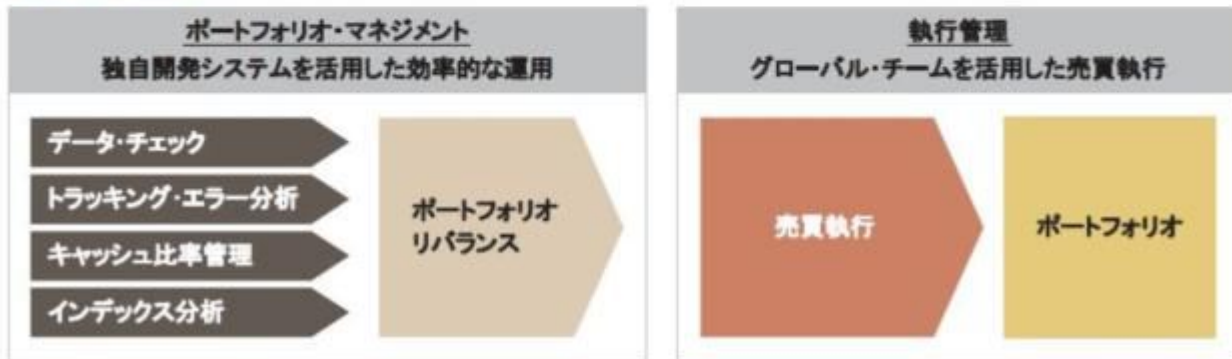 ポートフォリオ・マネジメント
独自開発システムを活用した効率的な運用
データ・チェック
トラッキング・エラー分析
キャッシュ比率管理
インデックス分析
ポートフォリオ
リバランス
執行管理
グローバル・チームを活用した売買執行
売買執行
ポートフォリオ